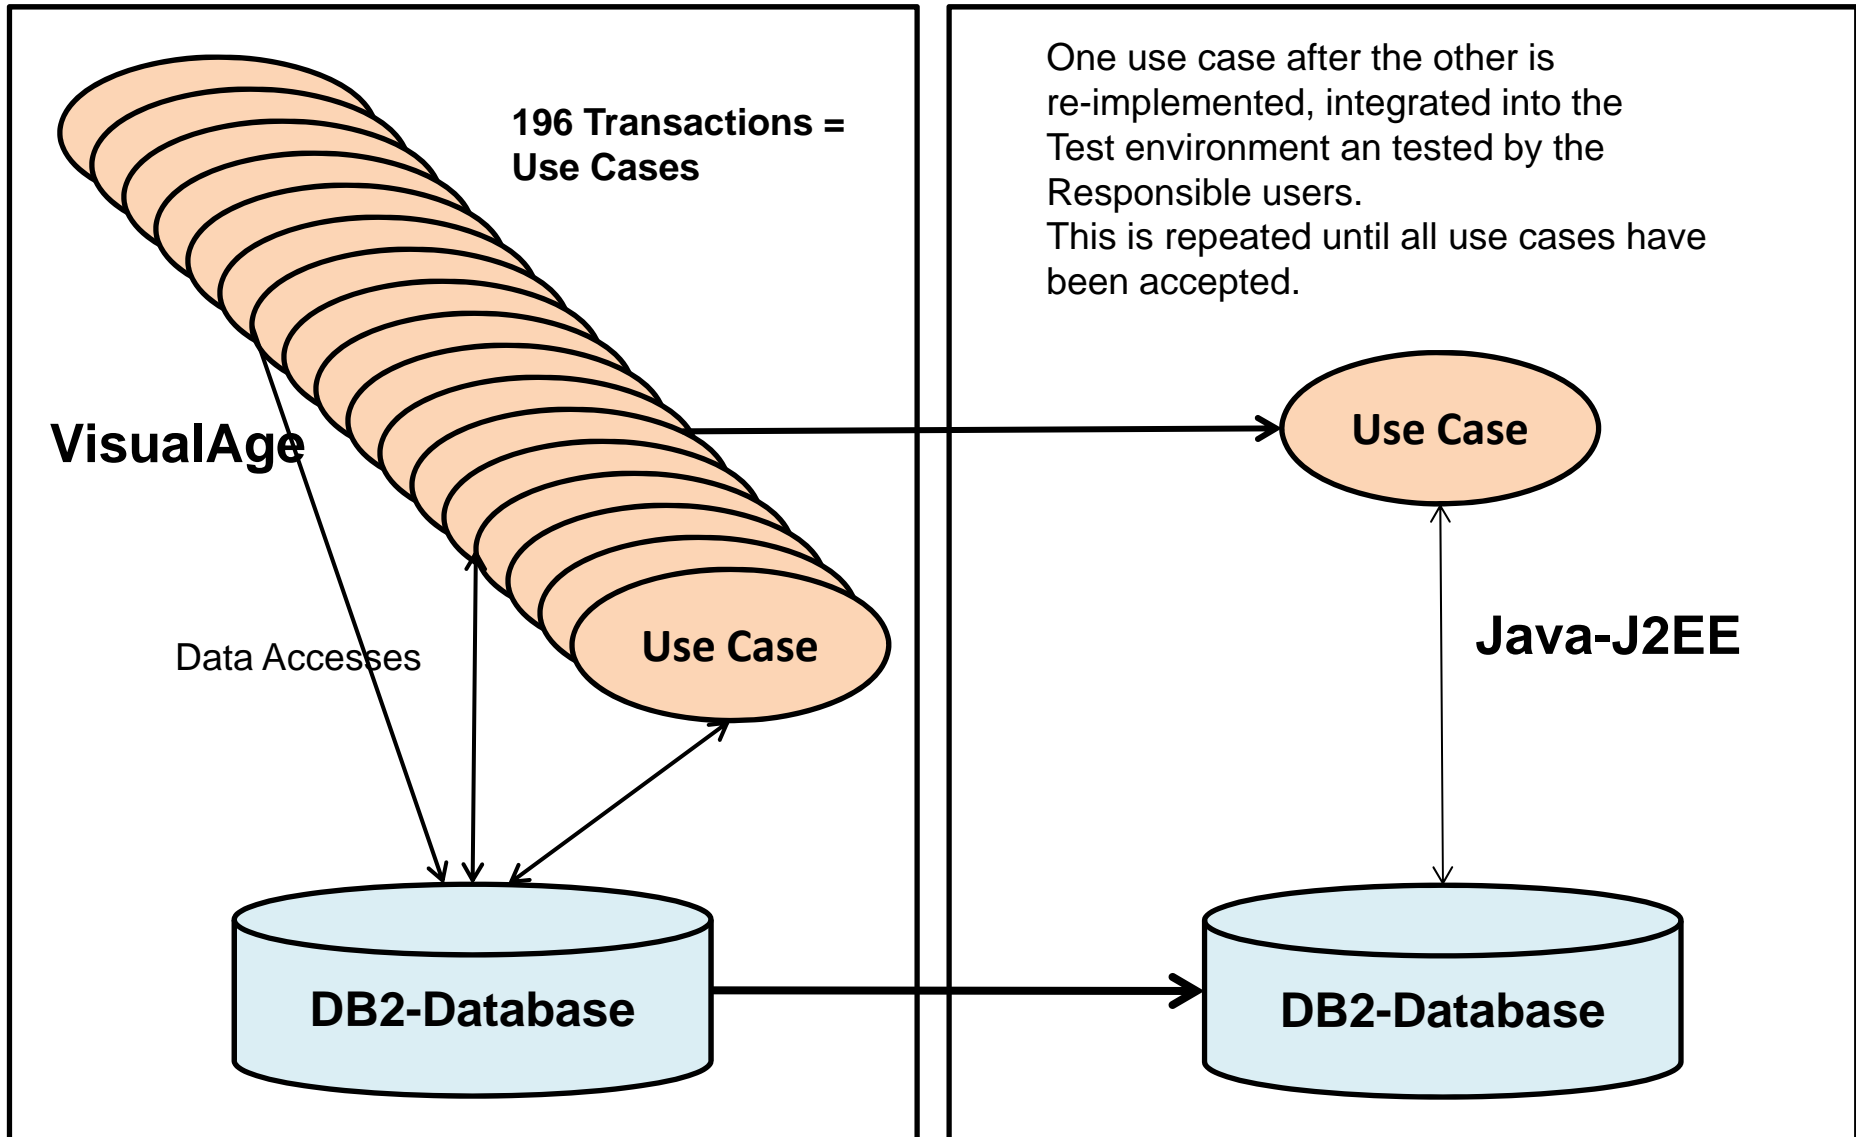 196 Transactions =
Use Cases
VisualAge
Data Accesses
Use Case
DB2-Database
One use case after the other is
re-implemented, integrated into the
Test environment an tested by the
Responsible users.
This is repeated until all use cases have
been accepted.
Use Case
Java-J2EE
DB2-Database